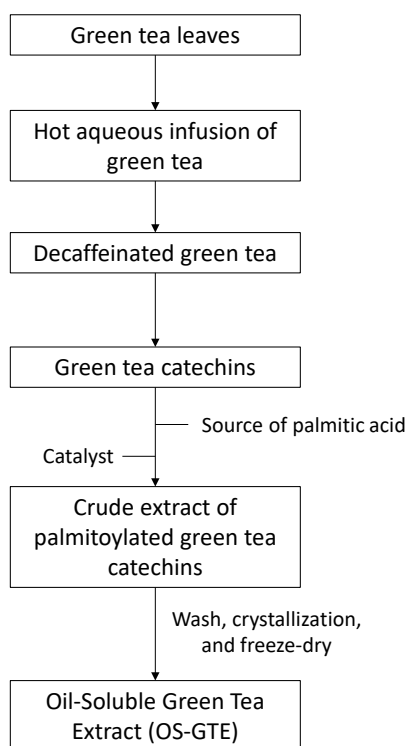 Green tea leaves
Hot aqueous infusion of
green tea
Decaffeinated green tea
Green tea catechins
Source of palmitic acid
Catalyst
Crude extract of
palmitoylated green tea
catechins
Wash, crystallization,
and freeze-dry
Oil-Soluble Green Tea
Extract (OS-GTE)